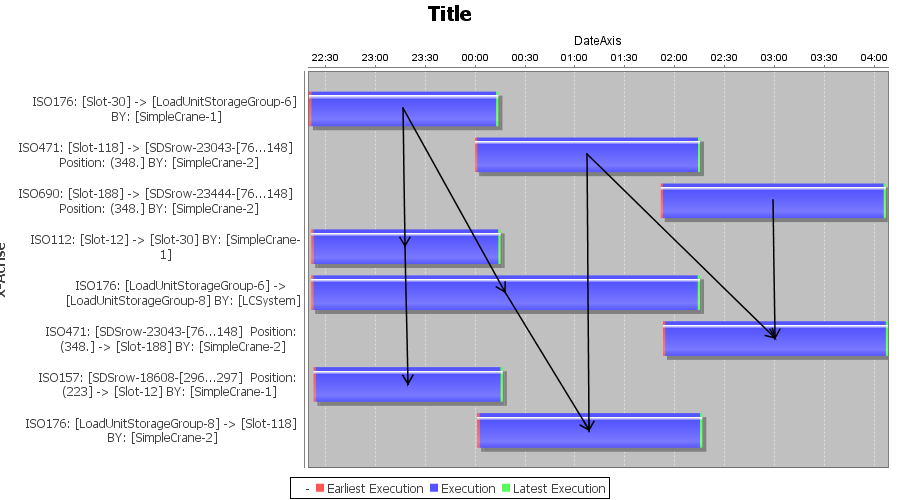 Title
DateAxis
22:30 23:00 23:30 00:00 00:30 01:00 01:30 02:00 02:30 03:00 03:30 04:00
ISO176: [Slot-30] -> [LoadUnitStorageGroup-6]
BY: [SimpleCrane-1]
ISO471: [Slot-118] -> [SDSrow-23043-[76...148]
Position: (348.] BY: [SimpleCrane-2]
ISO690: [Slot-188] -> [SDSrow-23444-[76...148]
Position: (348.] BY: [SimpleCrane-2]
ISO112: [Slot-12] -> [Slot-30] BY: [SimpleCrane-
1]
ISO176: [LoadUnitStorageGroup-6] ->
[LoadUnitStorageGroup-8] BY: [LCSystem]
ISO471: [SDSrow-23043-[76...148] Position:
(348.] -> [Slot-188] BY: [SimpleCrane-2]
ISO157: [SDSrow-18608-[296...297] Position:
(223] -> [Slot-12] BY: [SimpleCrane-1]
ISO176: [LoadUnitStorageGroup-8] -> [Slot-118]
BY: [SimpleCrane-2]
- Earliest Execution Execution Latest Execution